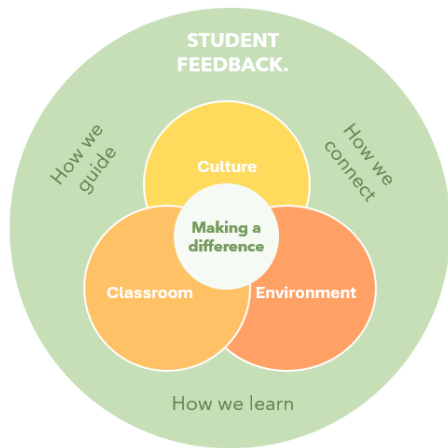 STUDENT
FEEDBACK.
How we
guide
How we
connect
Culture
Making a
difference
Classroom
Environment
How we learn